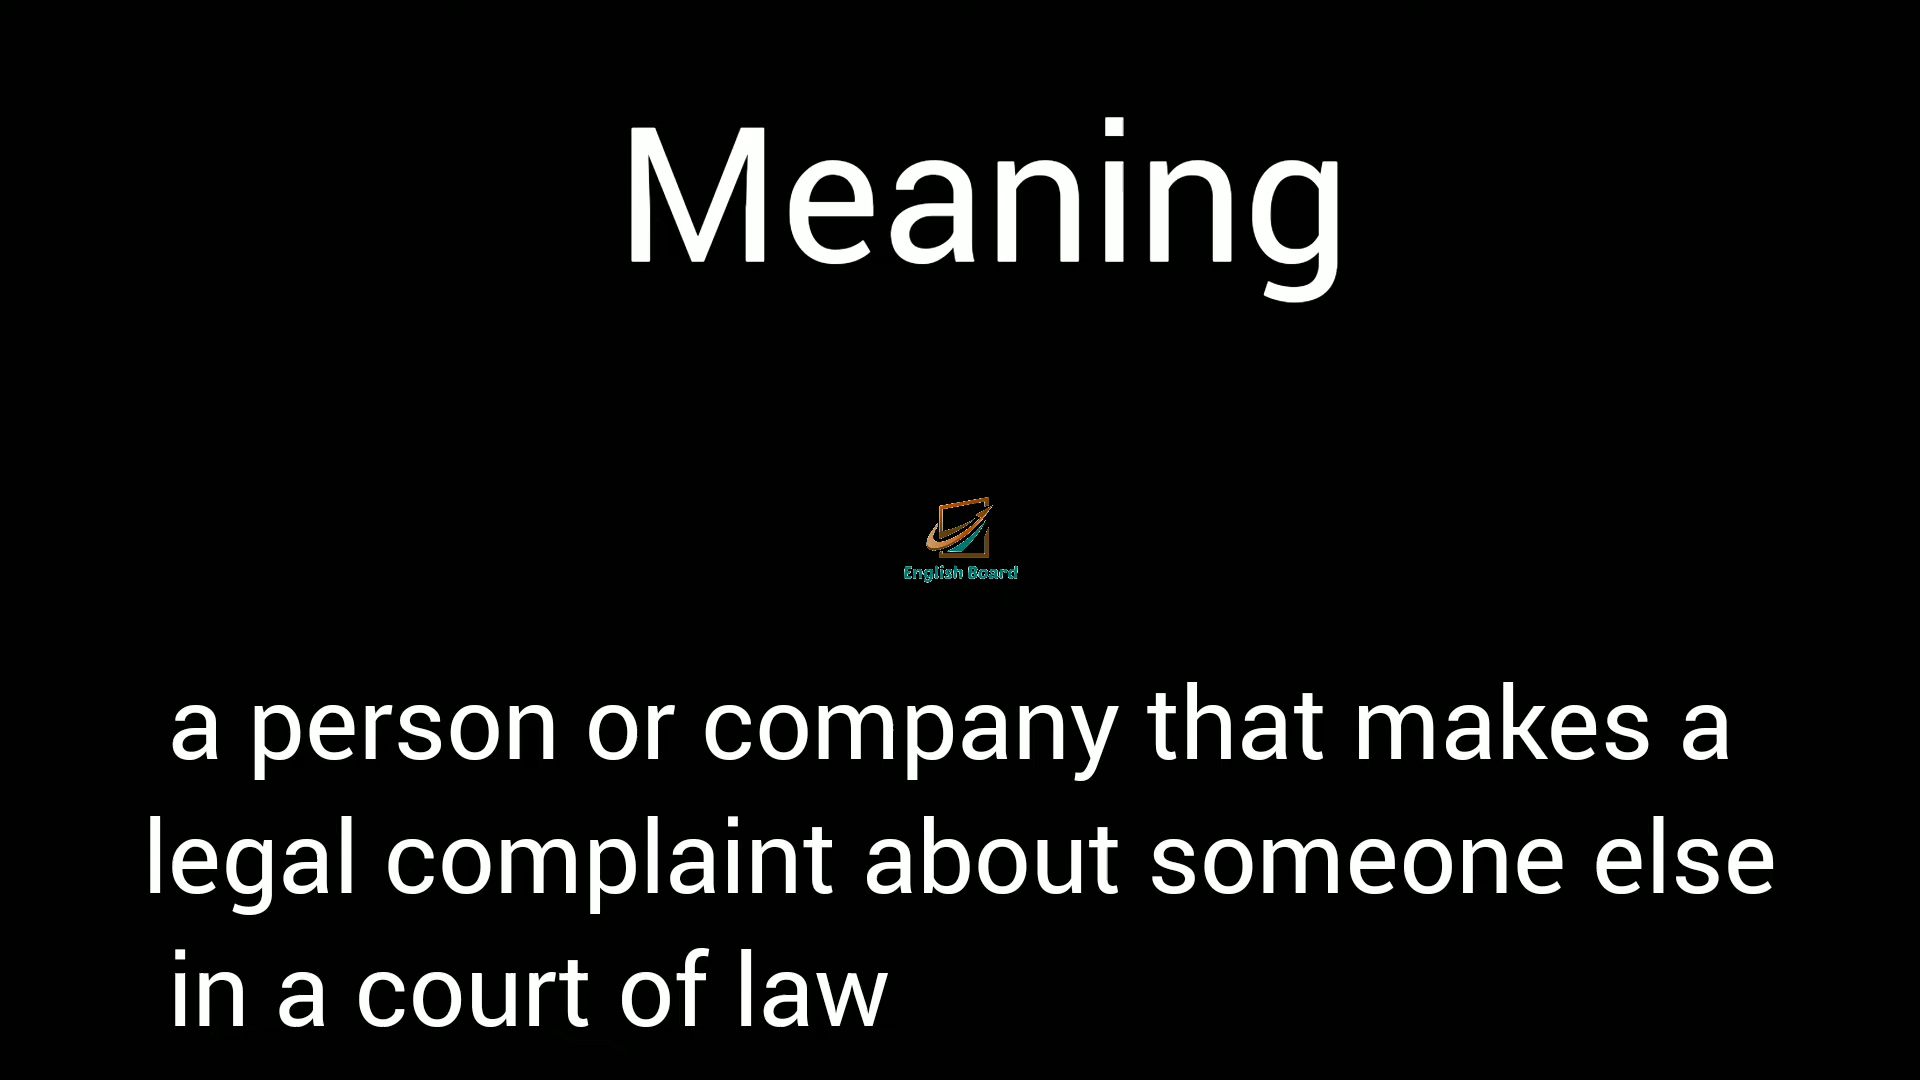 Meaning
English Board
a person or company that makes a
legal complaint about someone else
in a court of law